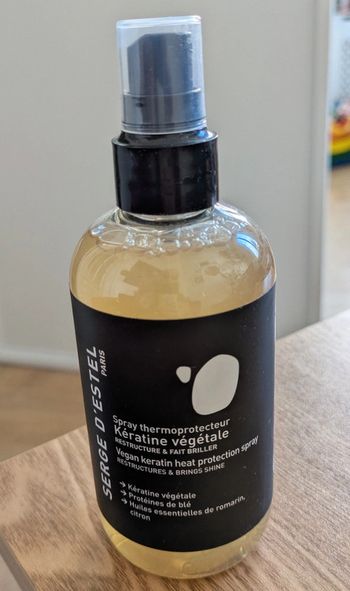 SERGE D'ESTEL
PARIS
Spray thermoprotecteur
Kératine végétale
RESTRUCTURE & FAIT BRILLER
Vegan keratin heat protection spray
RESTRUCTURES & BRINGS SHINE
→ Kératine végétale
→ Protéines de blé
→ Huiles essentielles de romarin,
citron